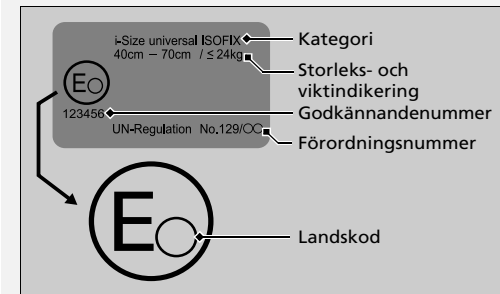 i-Size universal ISOFIX
40cm – 70cm / ≤ 24kg
E
123456
UN-Regulation No.129/○○
Kategori
Storleks- och
viktindikering
Godkännandenummer
Förordningsnummer
E
Landskod